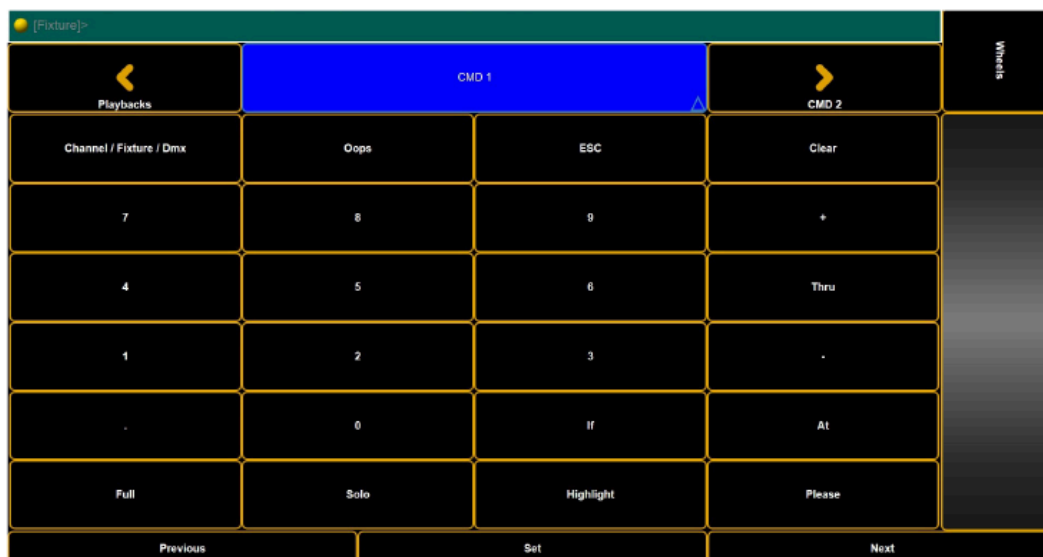 [Fixture]>
Wheels
CMD 1
Playbacks
CMD 2
Channel / Fixture / Dmx
Oops
ESC
Clear
7
8
9
+
4
5
6
Thru
1
2
3
-
.
0
If
At
Full
Solo
Highlight
Please
Previous
Set
Next